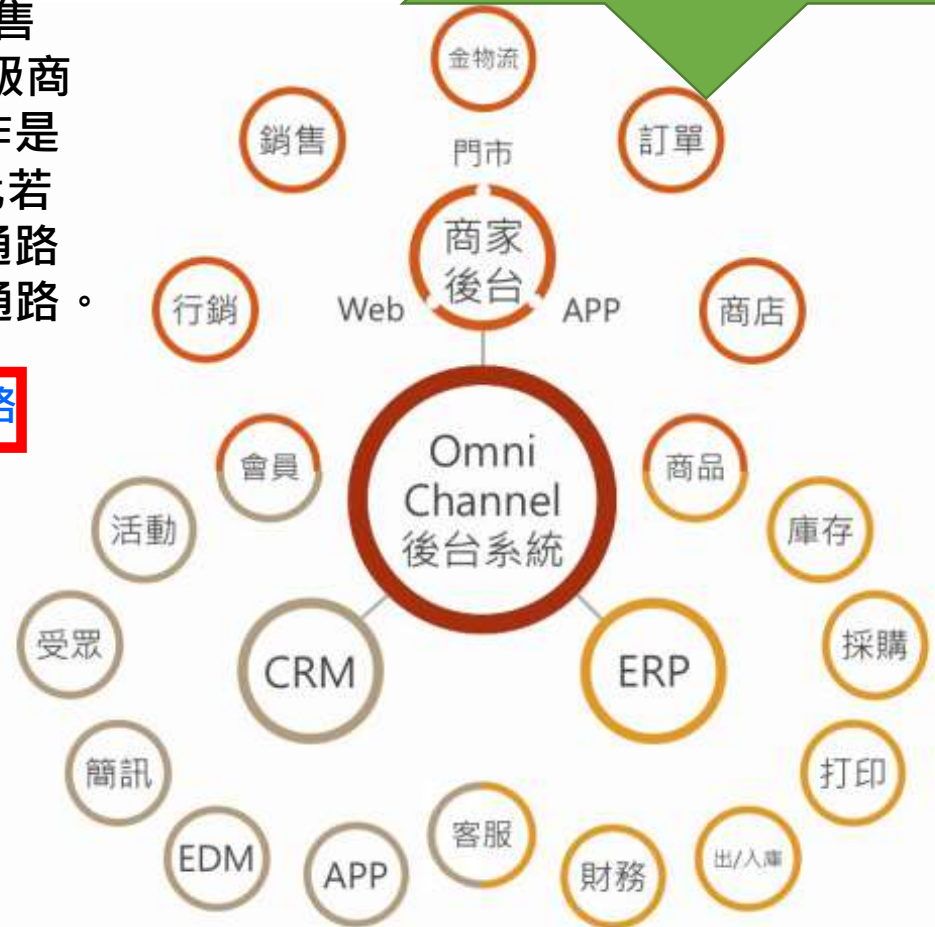 售
級商
作是
若
通路
通路。
路
金物流
銷售
訂單
門市
商家
後台
行銷
Web
APP
商店
Omni
Channel
後台系統
會員
商品
活動
庫存
受眾
CRM
ERP
採購
簡訊
打印
EDM
APP
客服
財務
出/入庫